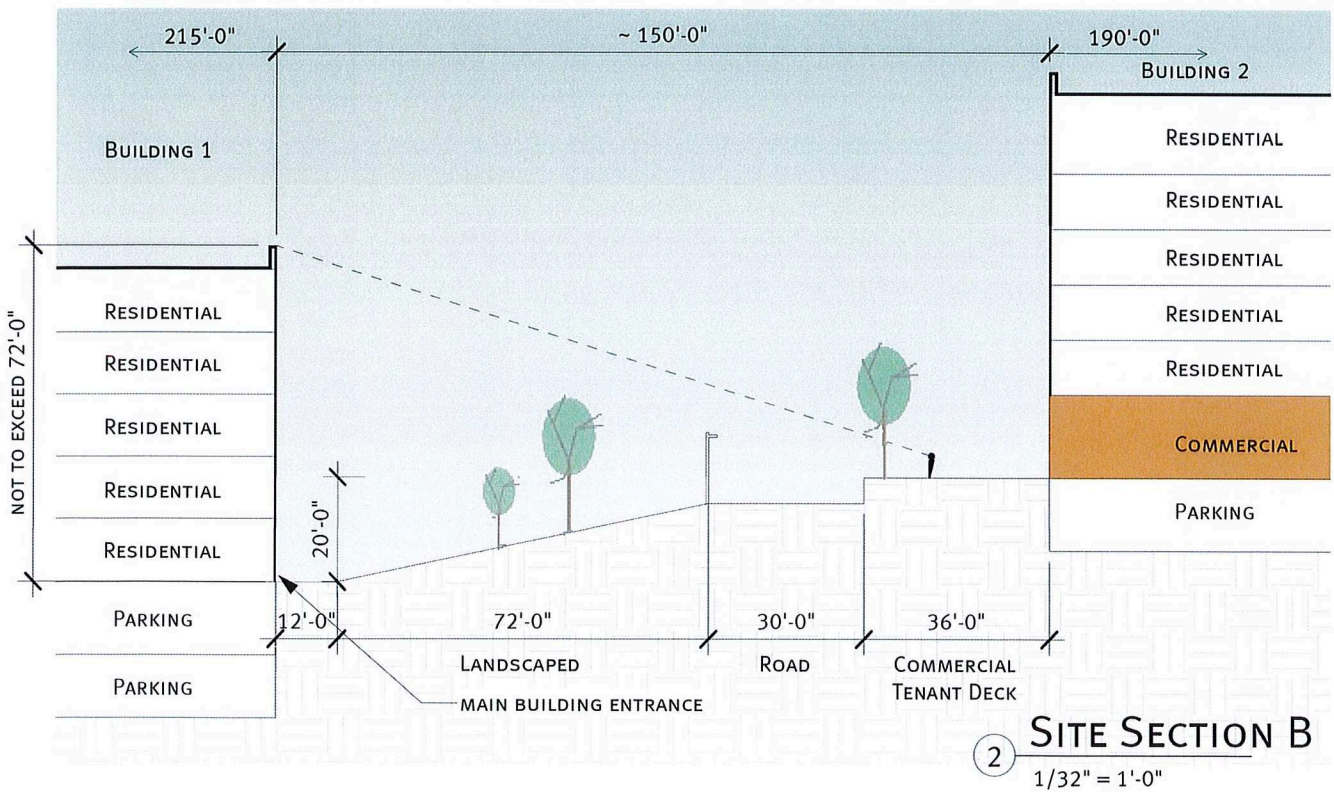 215'-0"
~ 150'-0"
190'-0"
BUILDING 2
BUILDING 1
RESIDENTIAL
RESIDENTIAL
RESIDENTIAL
RESIDENTIAL
RESIDENTIAL
COMMERCIAL
PARKING
NOT TO EXCEED 72'-0"
RESIDENTIAL
RESIDENTIAL
RESIDENTIAL
RESIDENTIAL
RESIDENTIAL
PARKING
PARKING
20'-0"
12'-0"
72'-0"
30'-0"
36'-0"
LANDSCAPED
ROAD
COMMERCIAL
TENANT DECK
MAIN BUILDING ENTRANCE
2
SITE SECTION B
1/32" = 1'-0"